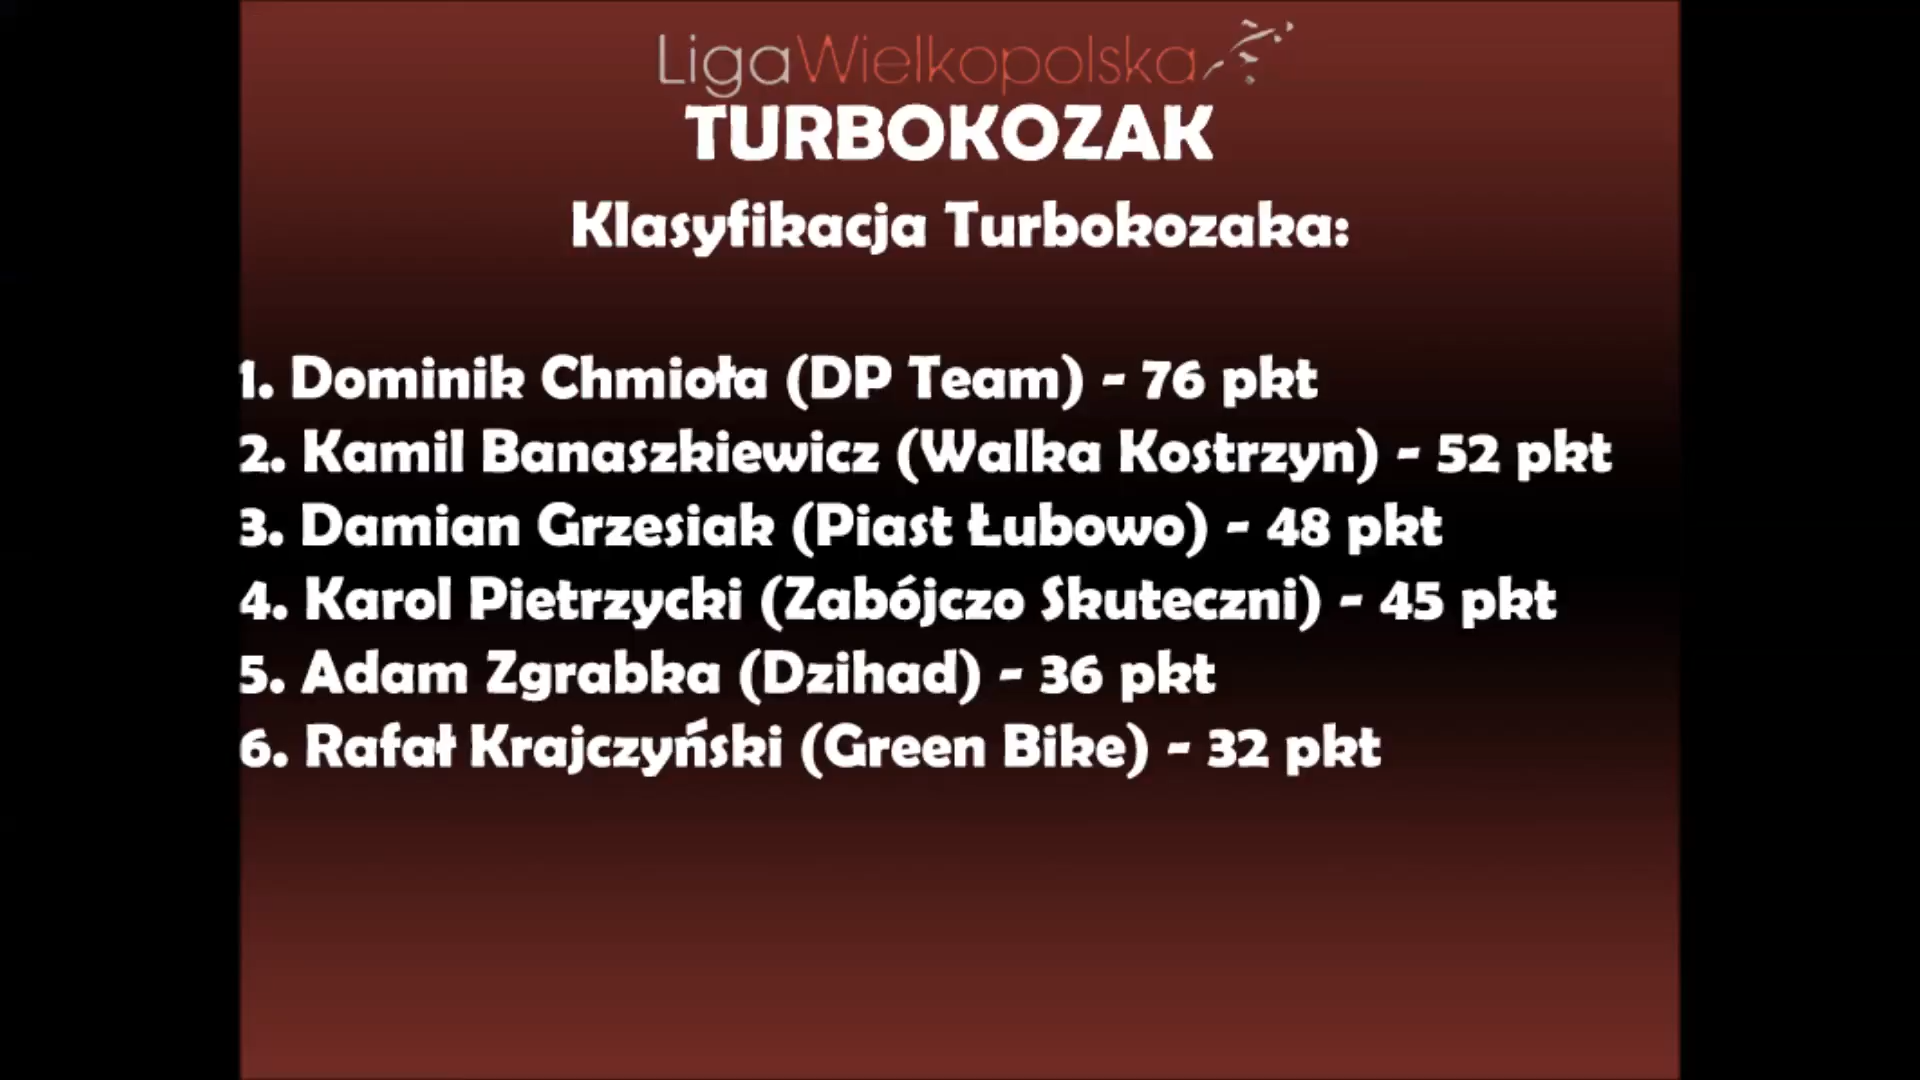 LigaWielkopolska
TURBOKOZAK
Klasyfikacja Turbokozaka:
1. Dominik Chmioła (DP Team) - 76 pkt
2. Kamil Banaszkiewicz (Walka Kostrzyn) - 52 pkt
3. Damian Grzesiak (Piast Łubowo) - 48 pkt
4. Karol Pietrzycki (Zabójczo Skuteczni) - 45 pkt
5. Adam Zgrabka (Dzihad) - 36 pkt
6. Rafał Krajczyński (Green Bike) - 32 pkt